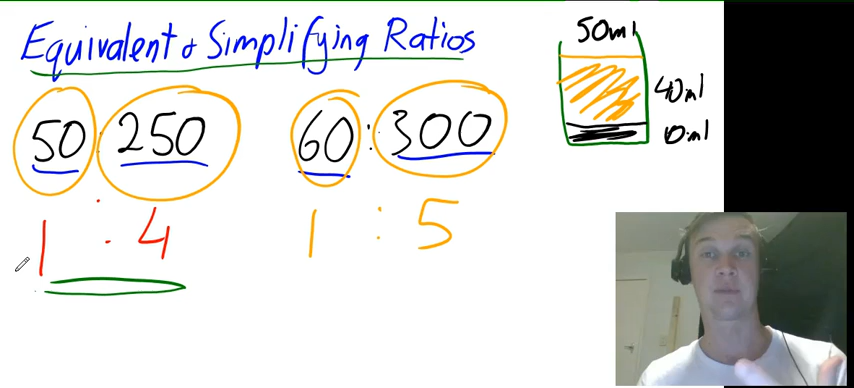 Equivalent & Simplifying Ratios
50ml
50 : 250
60 : 300
40ml
10ml
1 : 4
1 : 5